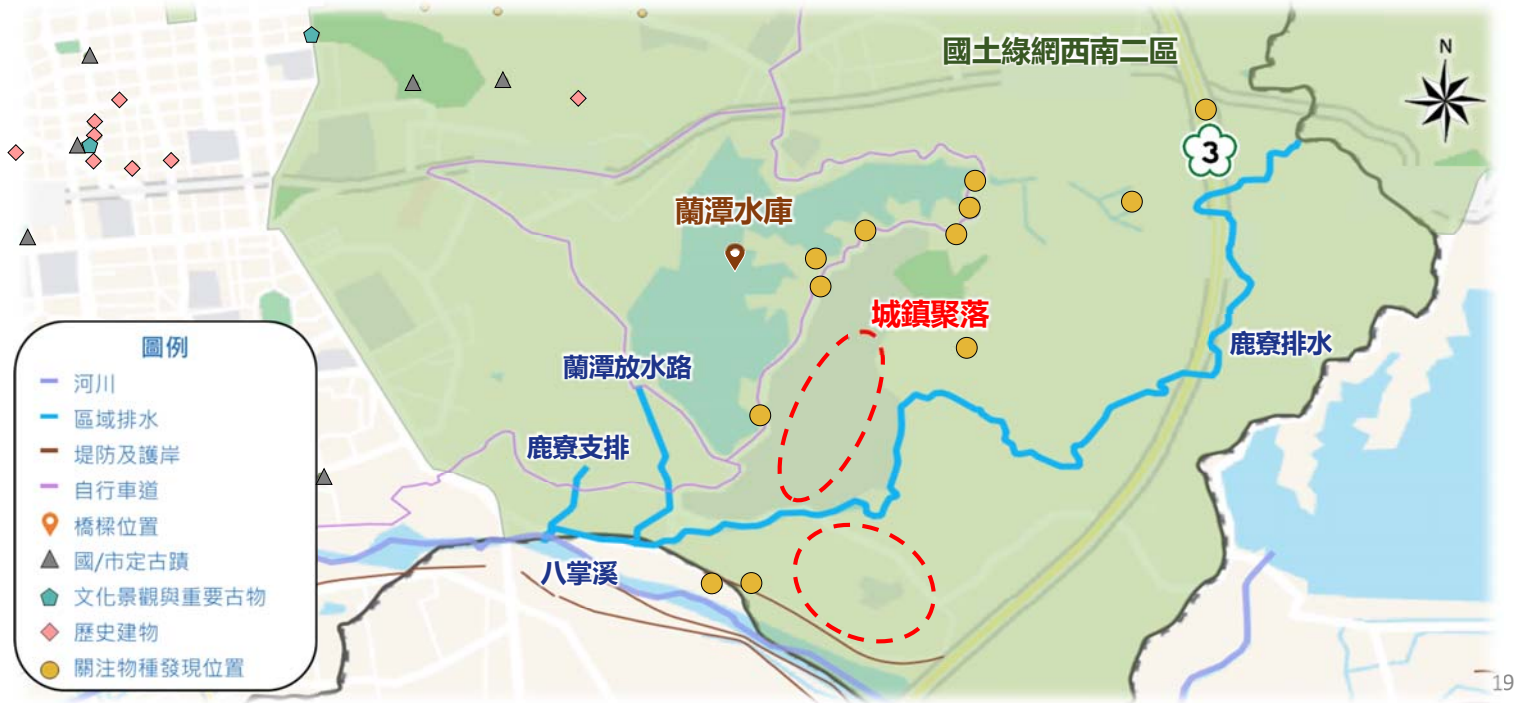 國土綠網西南二區
N
3
蘭潭水庫
城鎮聚落
鹿寮排水
蘭潭放水路
鹿寮支排
八掌溪
圖例
河川
區域排水
堤防及護岸
自行車道
橋樑位置
國/市定古蹟
文化景觀與重要古物
歷史建物
關注物種發現位置
19